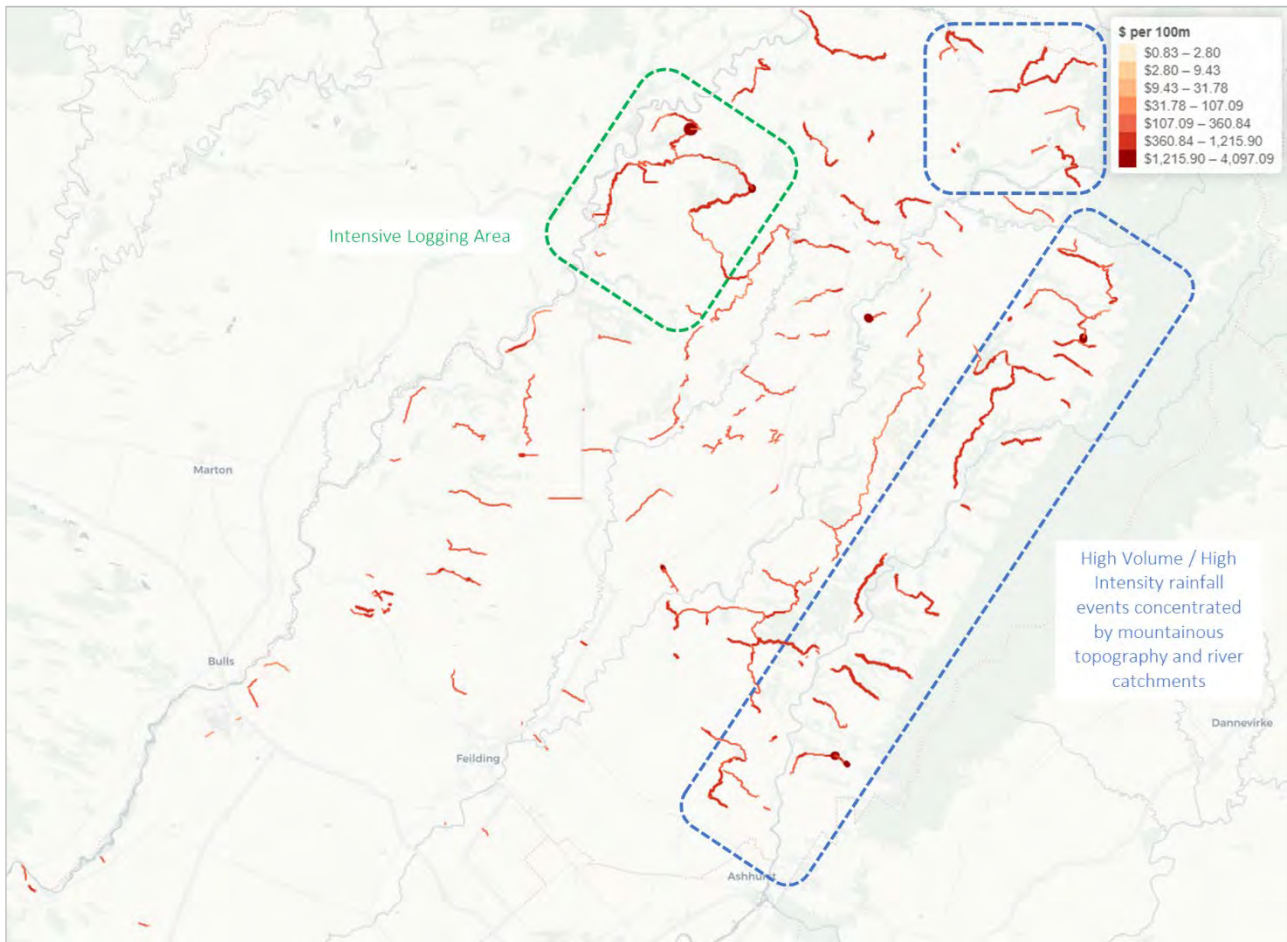 $ per 100m
$0.83 – 2.80
$2.80 – 9.43
$9.43 – 31.78
$31.78 – 107.09
$107.09 – 360.84
$360.84 – 1,215.90
$1,215.90 – 4,097.09
Intensive Logging Area
Marton
High Volume / High
Intensity rainfall
events concentrated
by mountainous
topography and river
catchments
Bulls
Dannevirke
Feilding
Ashhurst